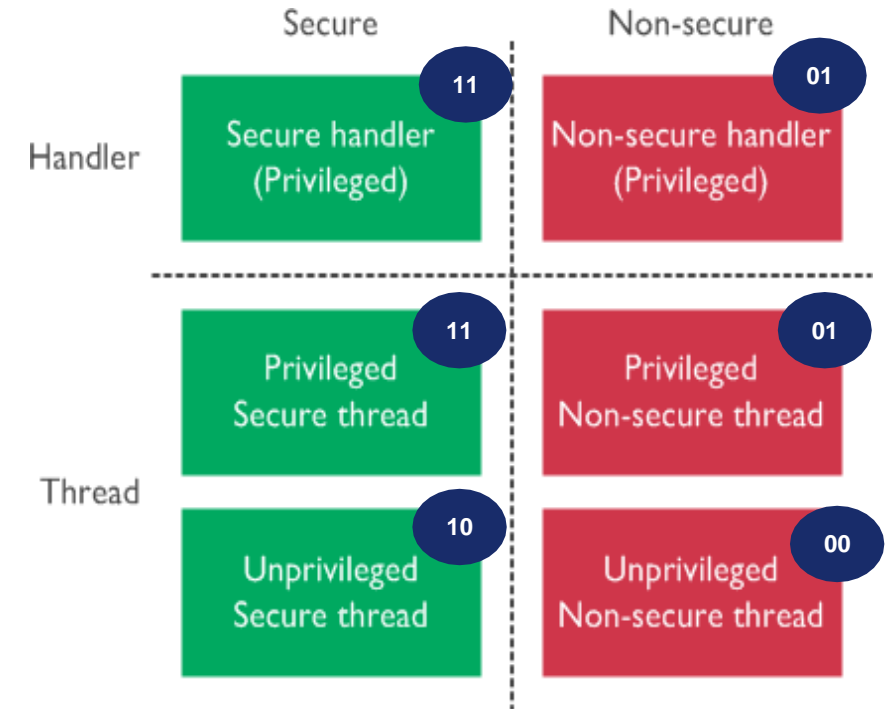 Secure
Non-secure
11
01
Handler
Secure handler
(Privileged)
Non-secure handler
(Privileged)
11
01
Thread
Privileged
Secure thread
Privileged
Non-secure thread
10
00
Unprivileged
Secure thread
Unprivileged
Non-secure thread